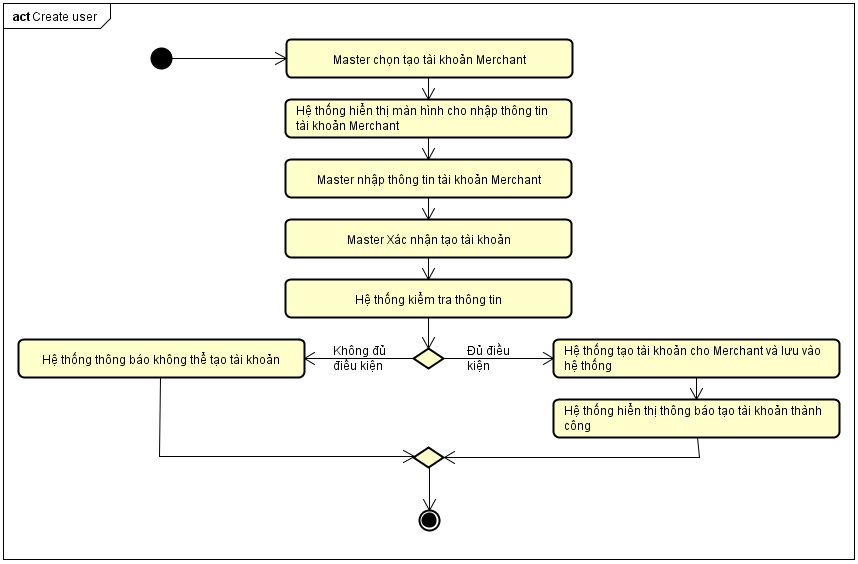 act Create user
Master chọn tạo tài khoản Merchant
Hệ thống hiển thị màn hình cho nhập thông tin
tài khoản Merchant
Master nhập thông tin tài khoản Merchant
Master Xác nhận tạo tài khoản
Hệ thống kiểm tra thông tin
Hệ thống thông báo không thể tạo tài khoản
Không đủ
điều kiện
Đủ điều
kiện
Hệ thống tạo tài khoản cho Merchant và lưu vào
hệ thống
Hệ thống hiển thị thông báo tạo tài khoản thành
công